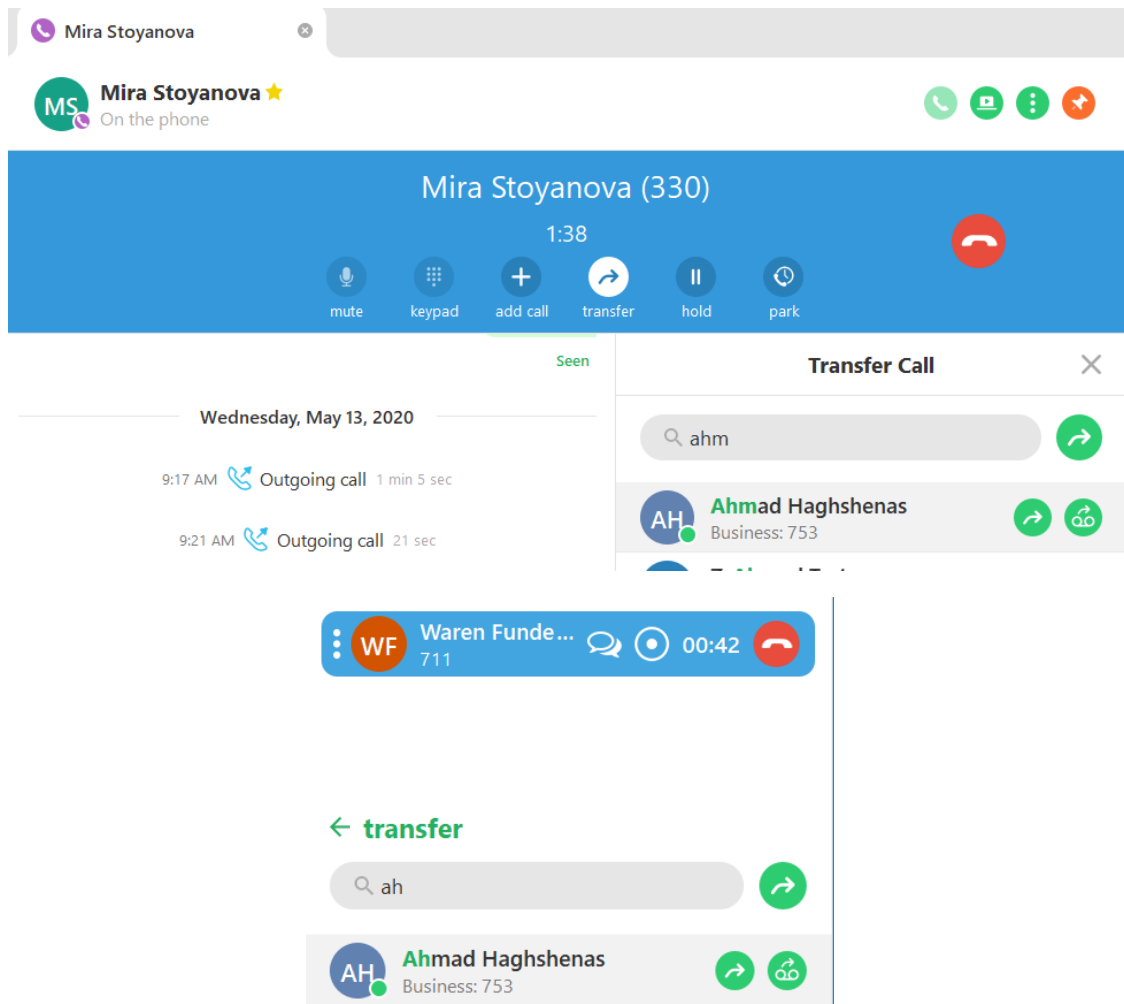 Mira Stoyanova
MS
Mira Stoyanova
On the phone
Mira Stoyanova (330)
1:38
mute keypad add call transfer hold park
Seen
Wednesday, May 13, 2020
9:17 AM Outgoing call 1 min 5 sec
9:21 AM Outgoing call 21 sec
Transfer Call
ahm
AH
Ahmad Haghshenas
Business: 753
WF
Waren Funde...
711
00:42
transfer
ah
AH
Ahmad Haghshenas
Business: 753